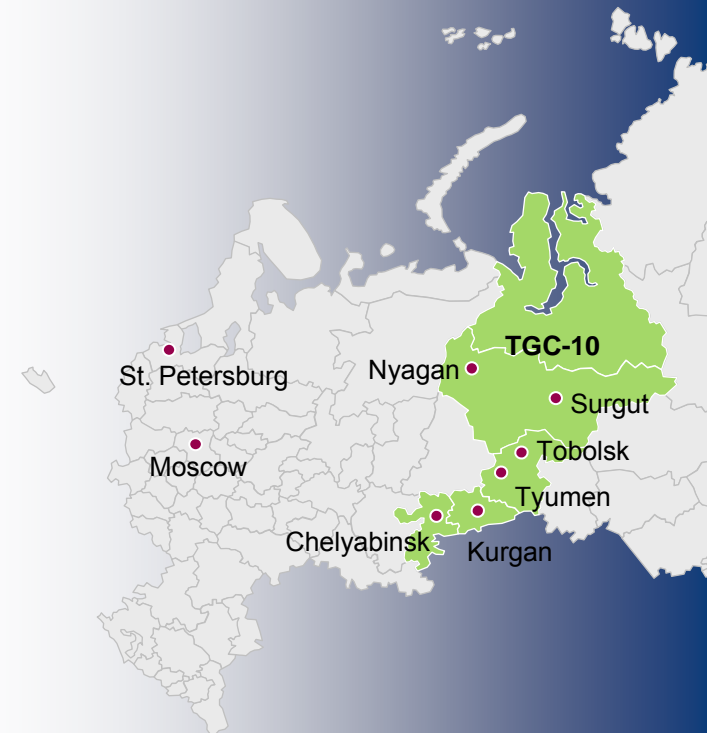 TGC-10
St. Petersburg
Nyagan
Surgut
Moscow
Tobolsk
Tyumen
Chelyabinsk
Kurgan